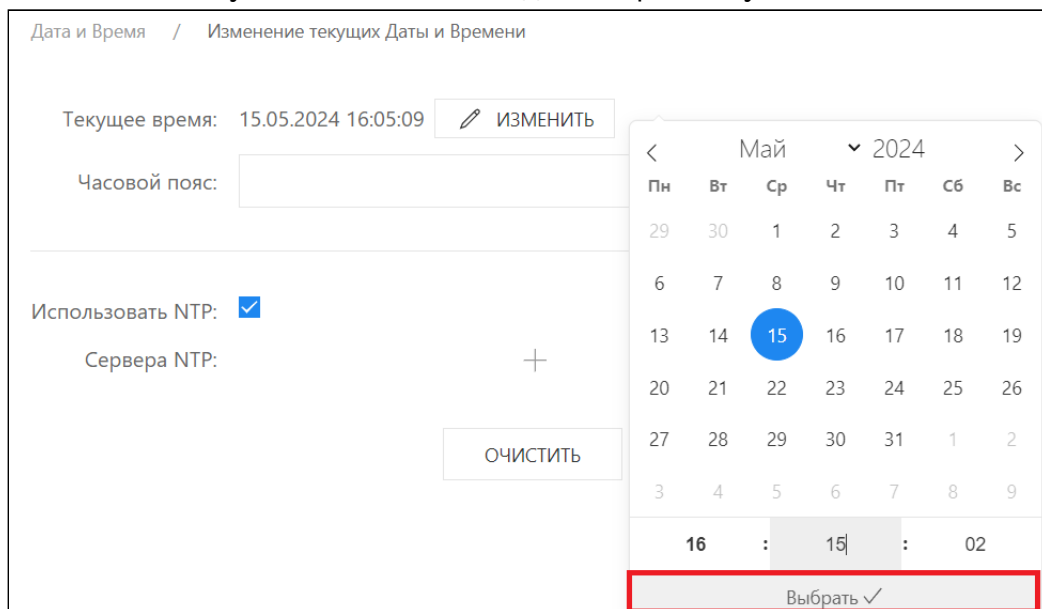 Дата и Время / Изменение текущих Даты и Времени
Текущее время: 15.05.2024 16:05:09 ИЗМЕНИТЬ
Часовой пояс:
Использовать NTP:
Сервера NTP:
ОЧИСТИТЬ
Май 2024
Пн Вт Ср Чт Пт Сб Вс
29 30 1 2 3 4 5
6 7 8 9 10 11 12
13 14 15 16 17 18 19
20 21 22 23 24 25 26
27 28 29 30 31 1 2
3 4 5 6 7 8 9
16 : 15 : 02
Выбрать